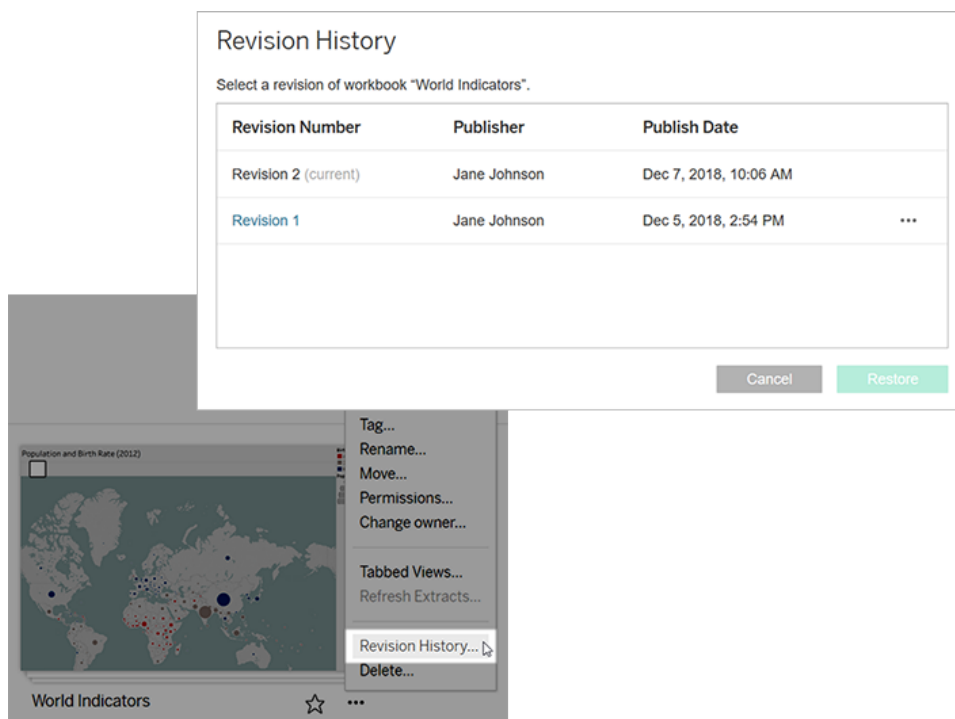 Revision History
Select a revision of workbook “World Indicators”.
Revision Number Publisher Publish Date
Revision 2 (current) Jane Johnson Dec 7, 2018, 10:06 AM
Revision 1 Jane Johnson Dec 5, 2018, 2:54 PM •••
Cancel Restore
Tag...
Rename...
Move...
Permissions...
Change owner...
Tabbed Views...
Refresh Extracts...
Revision History...
Delete...
Population and Birth Rate (2012)
World Indicators •••